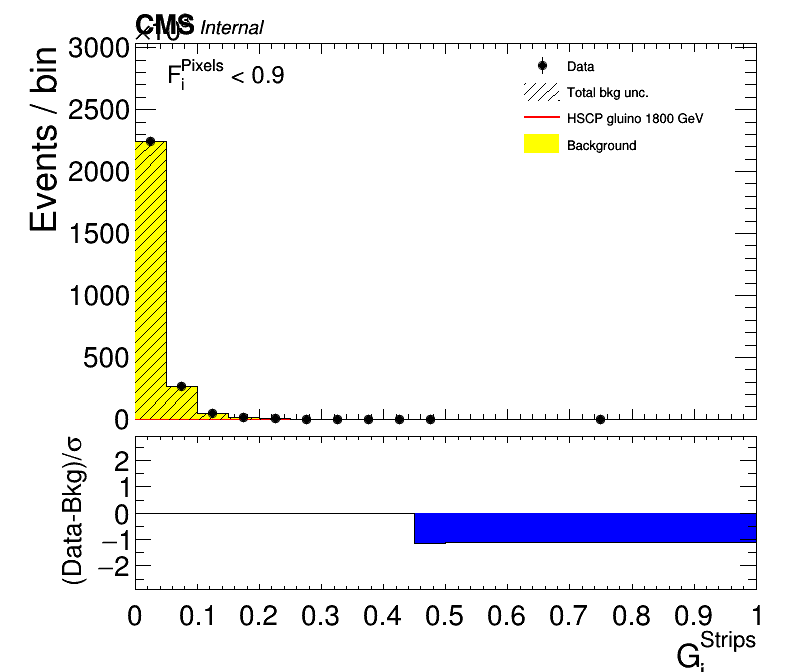 CMS Internal
×10³
F_i^Pixels < 0.9
Data
Total bkg unc.
HSCP gluino 1800 GeV
Background
Events / bin
3000
2500
2000
1500
1000
500
0
(Data-Bkg)/σ
2
1
0
−1
−2
0 0.1 0.2 0.3 0.4 0.5 0.6 0.7 0.8 0.9 1
G_i^Strips